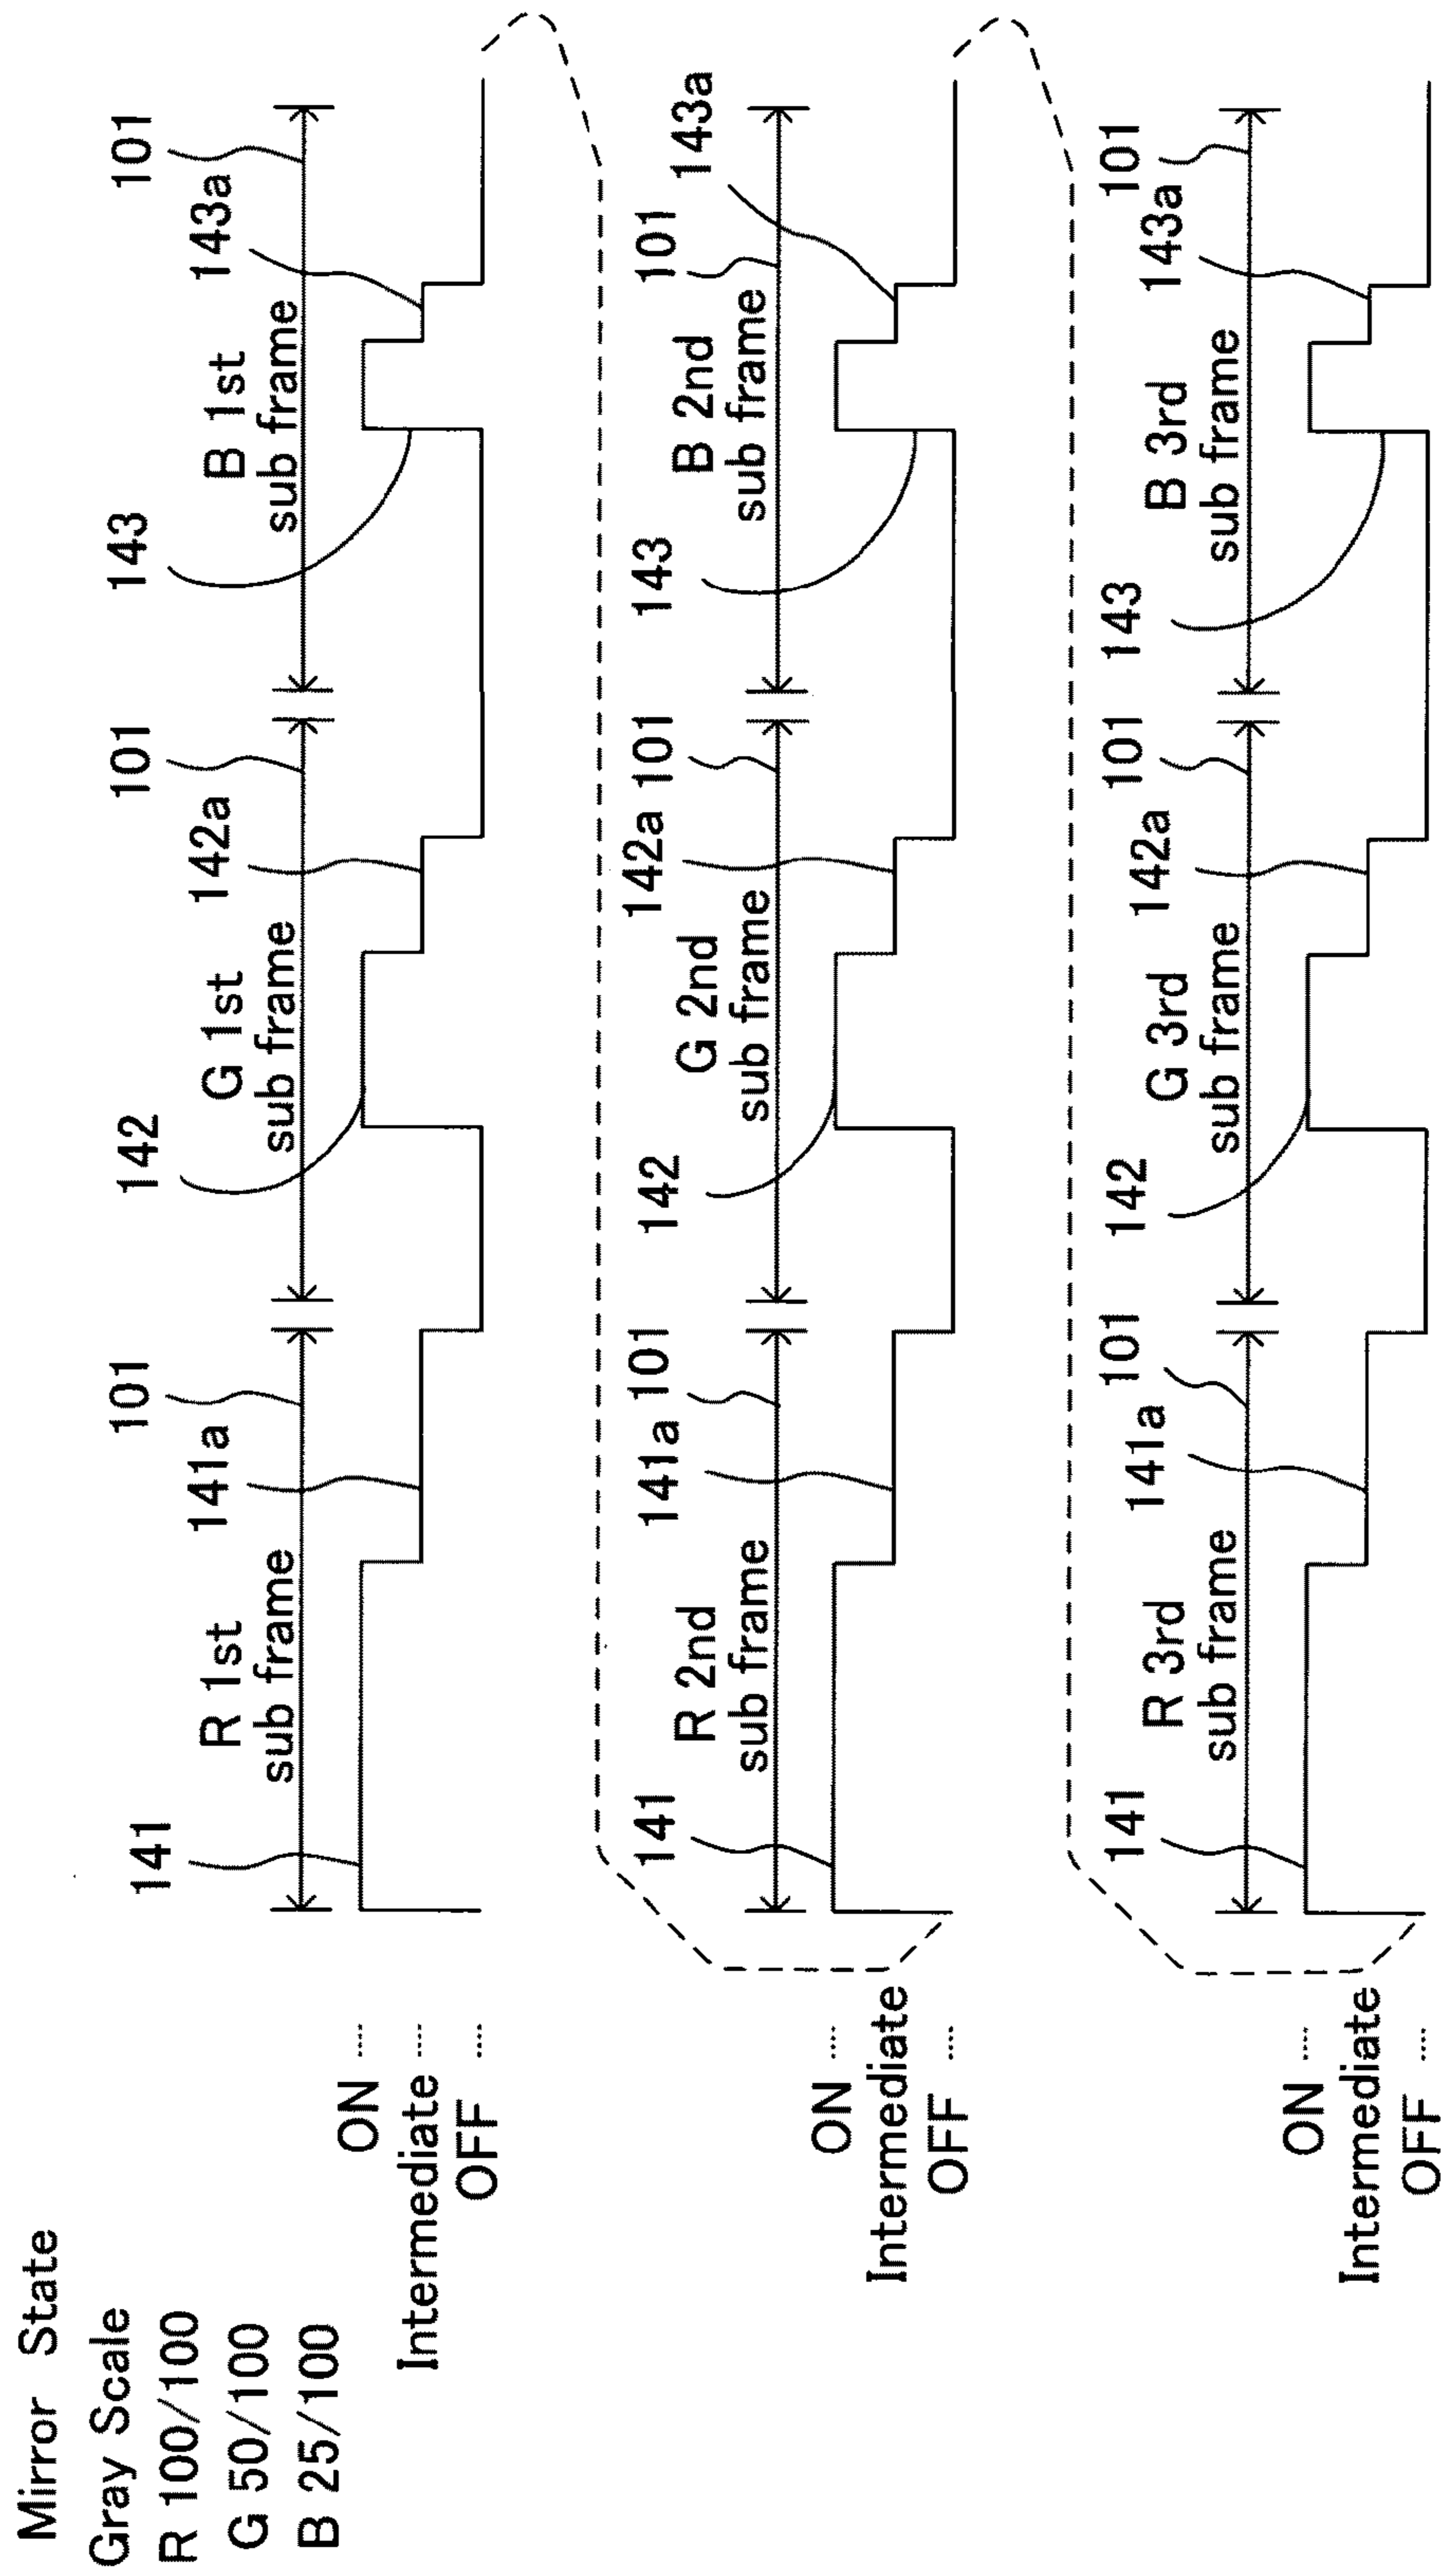 Mirror State
Gray Scale
R 100/100
G 50/100
B 25/100
141
101
142
101
143
101
141a
142a
143a
R 1st
sub frame
G 1st
sub frame
B 1st
sub frame
ON
Intermediate
OFF
141
101
142
101
143
101
141a
142a
143a
R 2nd
sub frame
G 2nd
sub frame
B 2nd
sub frame
ON
Intermediate
OFF
141
101
142
101
143
101
141a
142a
143a
R 3rd
sub frame
G 3rd
sub frame
B 3rd
sub frame
ON
Intermediate
OFF